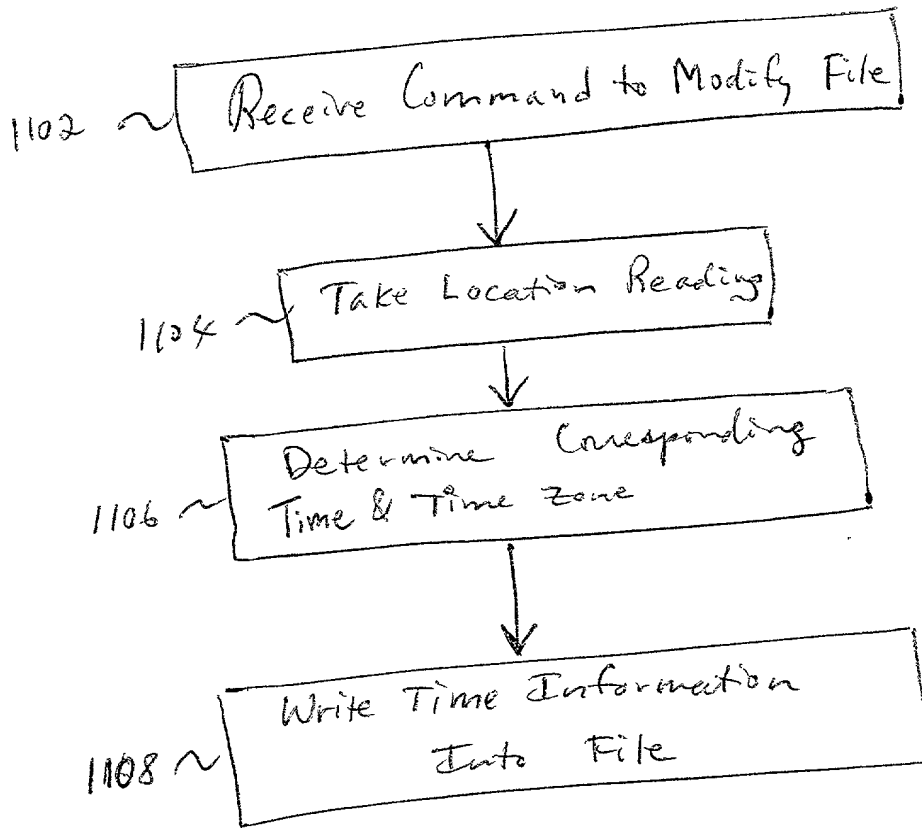 1102 Receive Command to Modify File
1104 Take Location Reading
Determine Corresponding
1106 Time & Time Zone
Write Time Information
1108 Into File